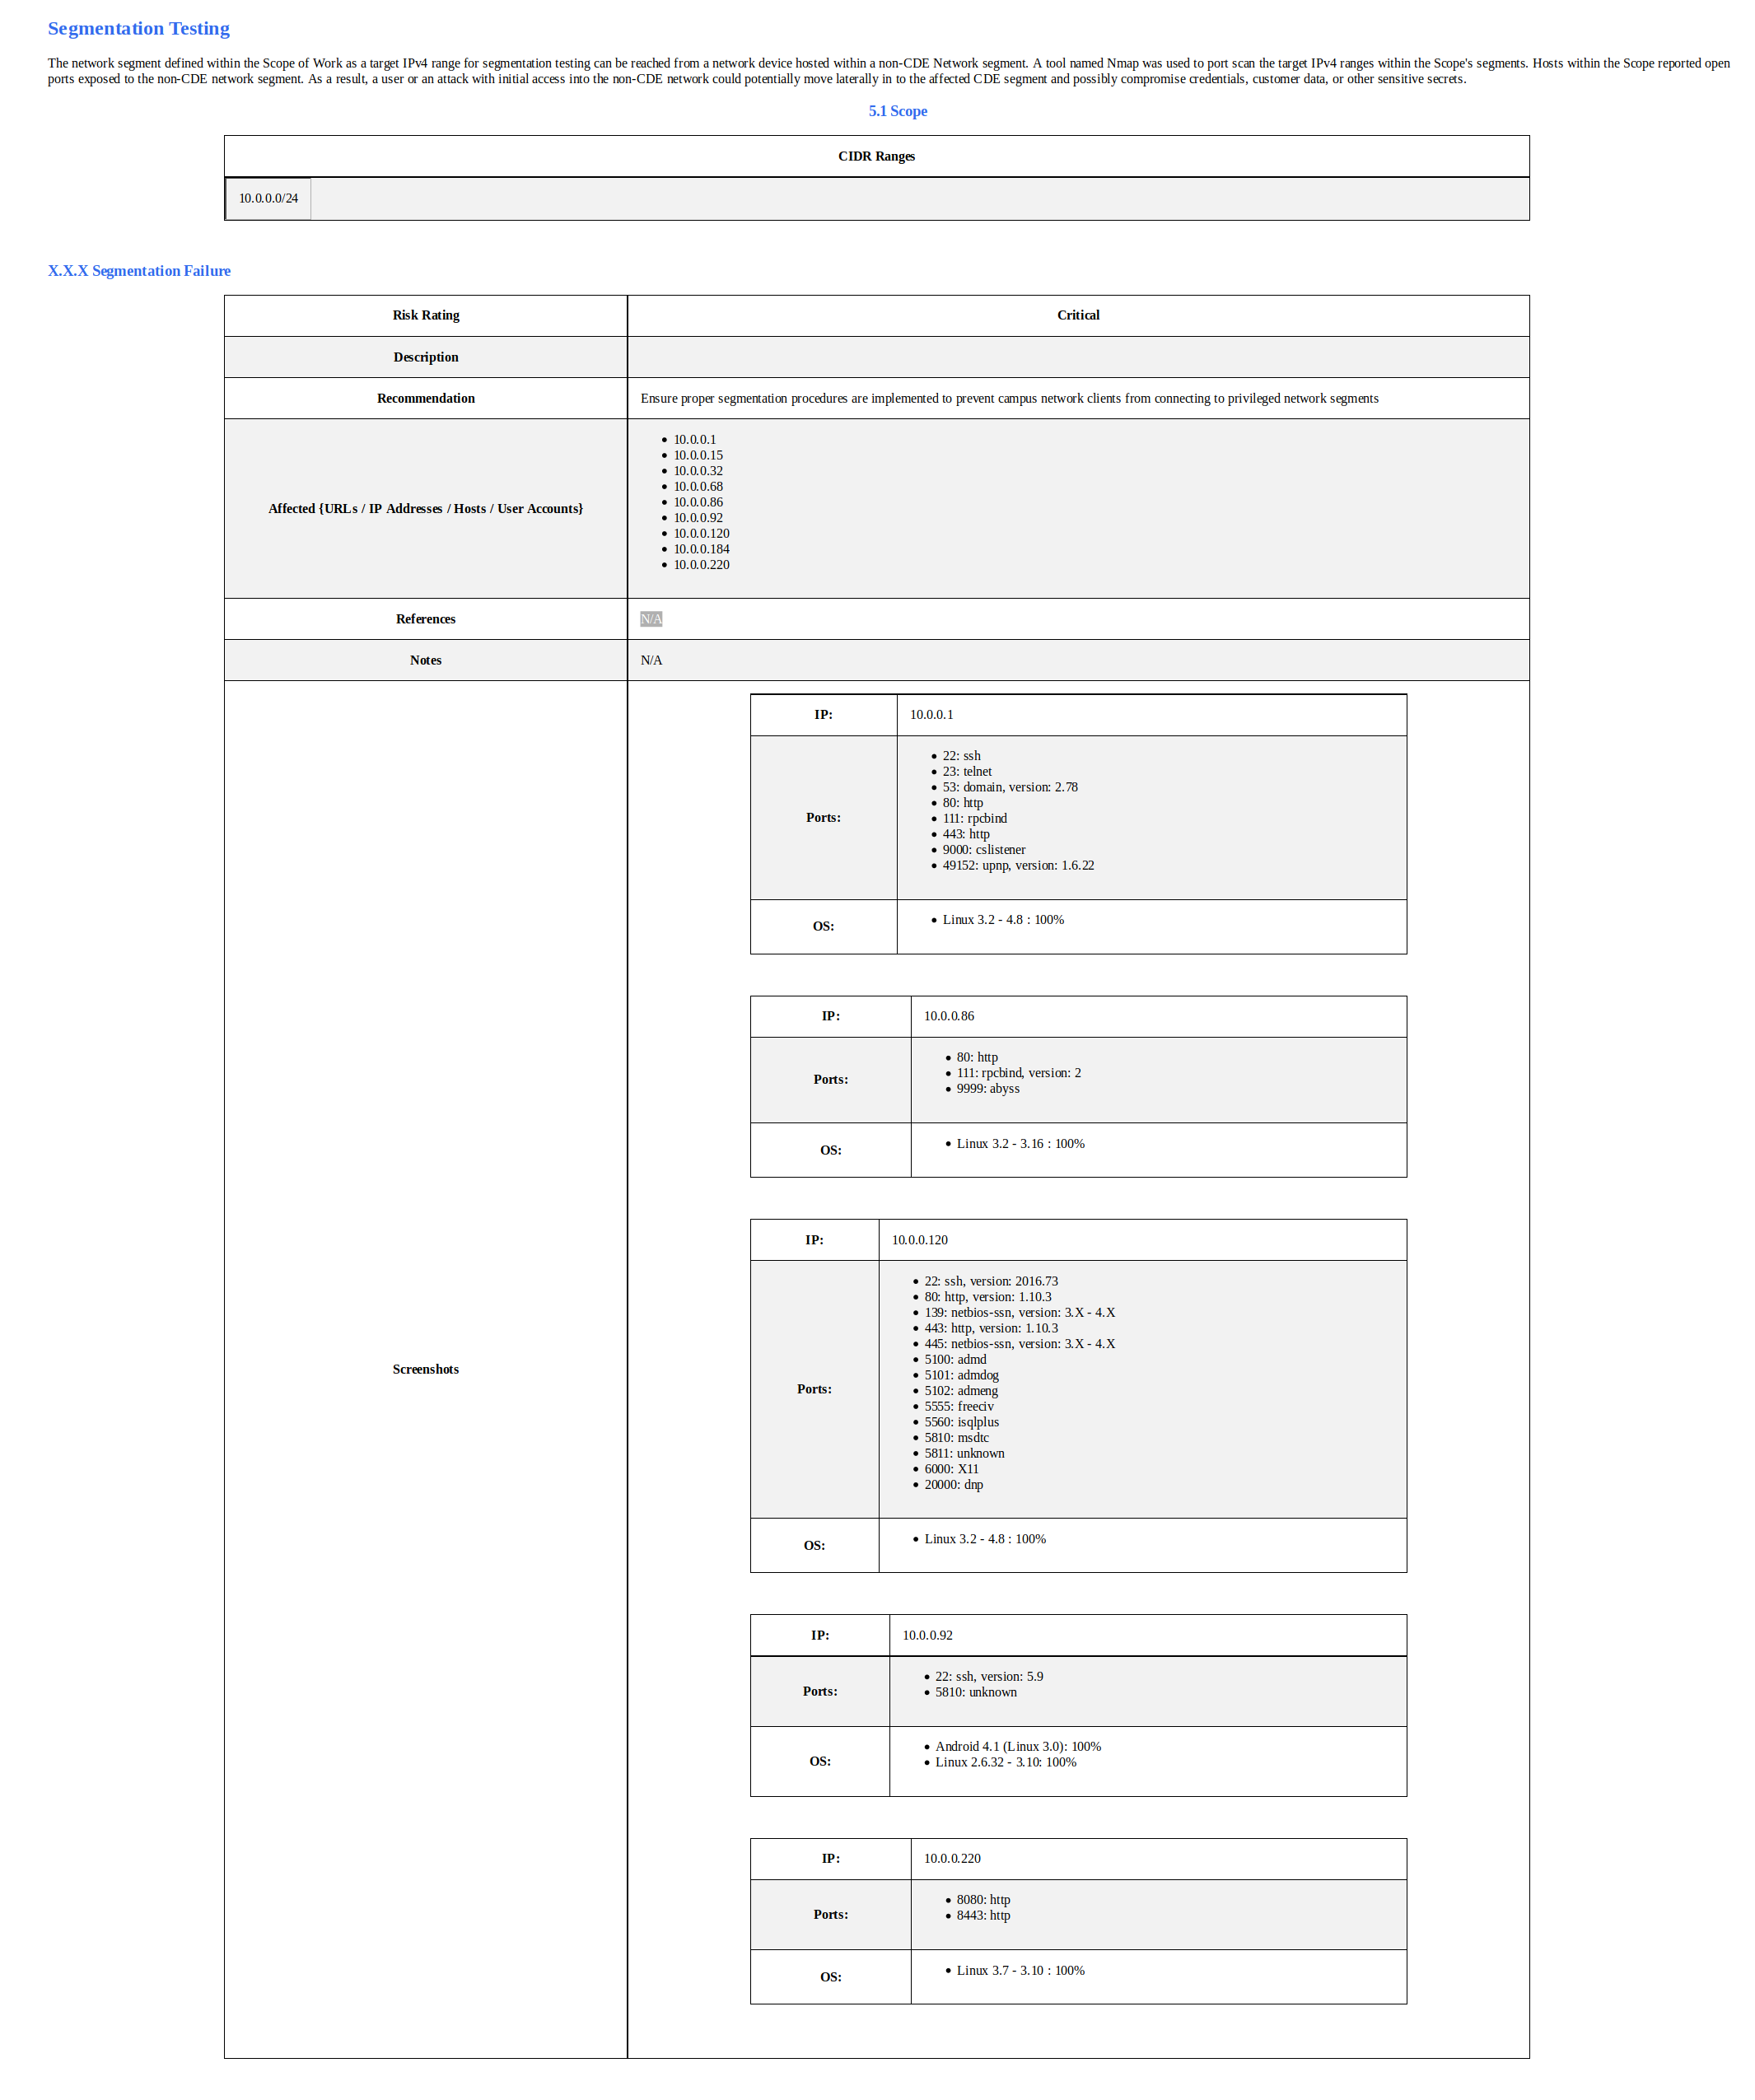 Segmentation Testing
The network segment defined within the Scope of Work as a target IPv4 range for segmentation testing can be reached from a network device hosted within a non-CDE Network segment. A tool named Nmap was used to port scan the target IPv4 ranges within the Scope's segments. Hosts within the Scope reported open
ports exposed to the non-CDE network segment. As a result, a user or an attack with initial access into the non-CDE network could potentially move laterally in to the affected CDE segment and possibly compromise credentials, customer data, or other sensitive secrets.
5.1 Scope
CIDR Ranges
10.0.0.0/24
X.X.X Segmentation Failure
Risk Rating Critical
Description
Recommendation Ensure proper segmentation procedures are implemented to prevent campus network clients from connecting to privileged network segments
Affected {URLs / IP Addresses / Hosts / User Accounts}
• 10.0.0.1
• 10.0.0.15
• 10.0.0.32
• 10.0.0.68
• 10.0.0.86
• 10.0.0.92
• 10.0.0.120
• 10.0.0.184
• 10.0.0.220
References N/A
Notes N/A
Screenshots
IP: 10.0.0.1
Ports:
• 22: ssh
• 23: telnet
• 53: domain, version: 2.78
• 80: http
• 111: rpcbind
• 443: http
• 9000: cslistener
• 49152: upnp, version: 1.6.22
OS:
• Linux 3.2 - 4.8 : 100%
IP: 10.0.0.86
Ports:
• 80: http
• 111: rpcbind, version: 2
• 9999: abyss
OS:
• Linux 3.2 - 3.16 : 100%
IP: 10.0.0.120
Ports:
• 22: ssh, version: 2016.73
• 80: http, version: 1.10.3
• 139: netbios-ssn, version: 3.X - 4.X
• 443: http, version: 1.10.3
• 445: netbios-ssn, version: 3.X - 4.X
• 5100: admd
• 5101: admdog
• 5102: admeng
• 5555: freeciv
• 5560: isqlplus
• 5810: msdtc
• 5811: unknown
• 6000: X11
• 20000: dnp
OS:
• Linux 3.2 - 4.8 : 100%
IP: 10.0.0.92
Ports:
• 22: ssh, version: 5.9
• 5810: unknown
OS:
• Android 4.1 (Linux 3.0): 100%
• Linux 2.6.32 - 3.10: 100%
IP: 10.0.0.220
Ports:
• 8080: http
• 8443: http
OS:
• Linux 3.7 - 3.10 : 100%